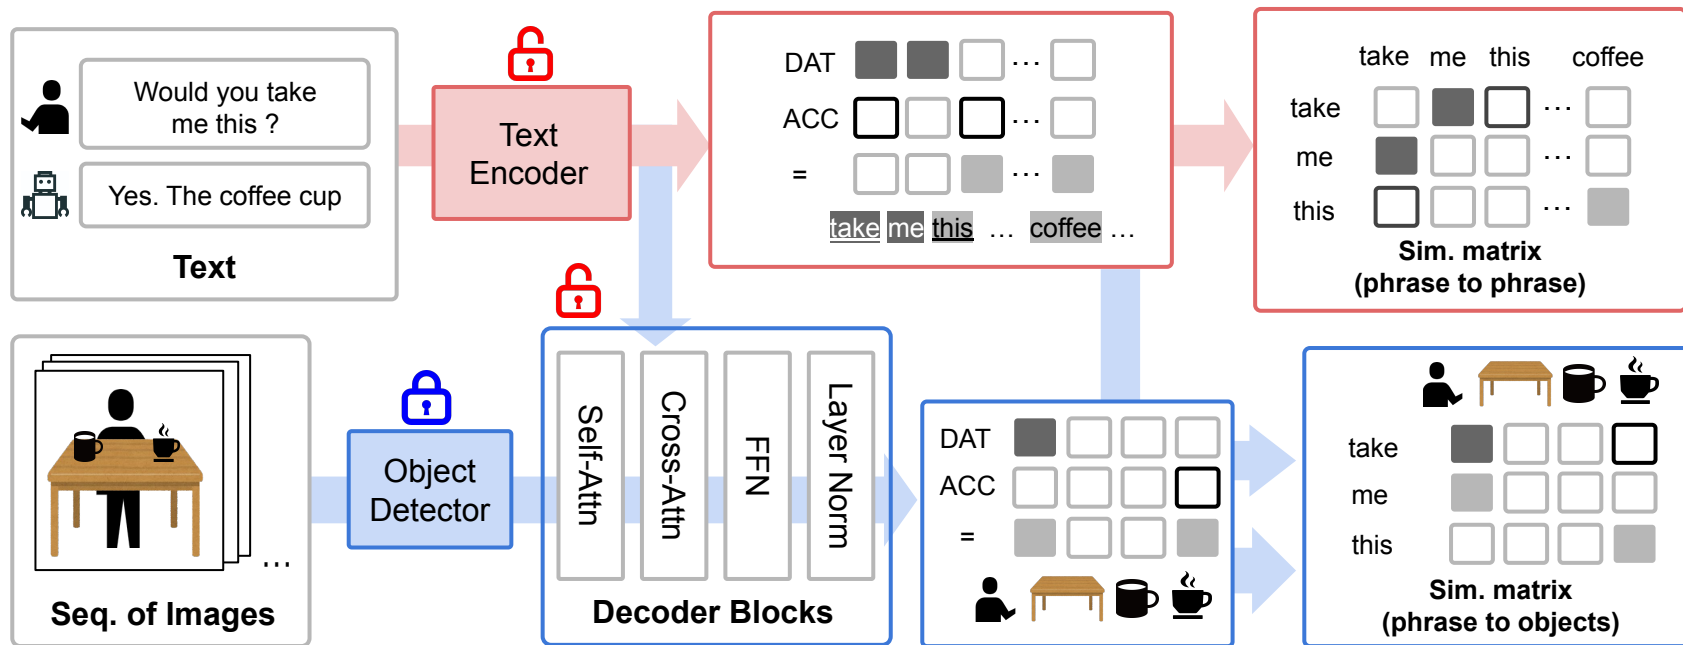 Would you take
me this ?
Yes. The coffee cup
Text
Text
Encoder
DAT
ACC
=
...
...
...
take me this ... coffee ...
take me this coffee
take
me
this
...
...
...
Sim. matrix
(phrase to phrase)
...
Seq. of Images
Object
Detector
Self-Attn
Cross-Attn
FFN
Layer Norm
Decoder Blocks
DAT
ACC
=
take
me
this
Sim. matrix
(phrase to objects)